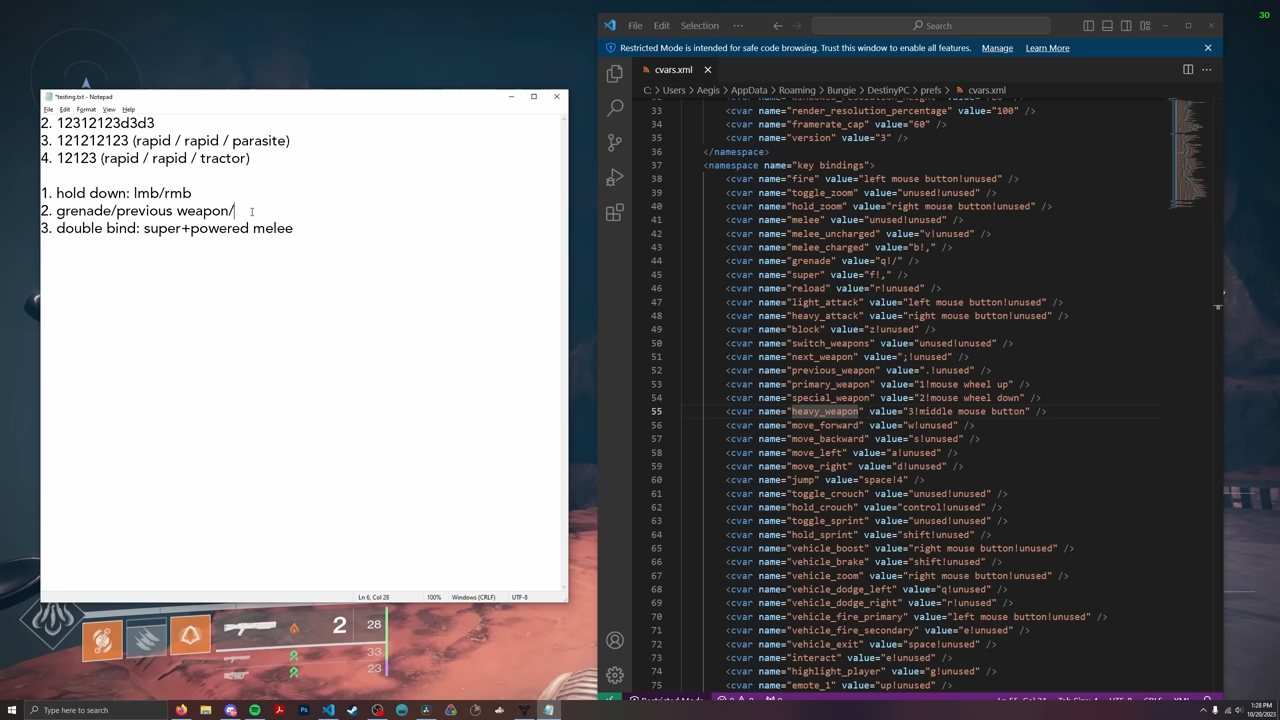 30
*testing.txt - Notepad
File Edit Format View Help
2. 12312123d3d3
3. 121212123 (rapid / rapid / parasite)
4. 12123 (rapid / rapid / tractor)
1. hold down: lmb/rmb
2. grenade/previous weapon/
3. double bind: super+powered melee
Ln 6, Col 28
100%
Windows (CRLF)
UTF-8
2
28
33
23
File Edit Selection ···
Search
Restricted Mode is intended for safe code browsing. Trust this window to enable all features. Manage Learn More
cvars.xml
C: > Users > Aegis > AppData > Roaming > Bungie > DestinyPC > prefs > cvars.xml
33 <cvar name="render_resolution_percentage" value="100" />
34 <cvar name="framerate_cap" value="60" />
35 <cvar name="version" value="3" />
36 </namespace>
37 <namespace name="key bindings">
38 <cvar name="fire" value="left mouse button!unused" />
39 <cvar name="toggle_zoom" value="unused!unused" />
40 <cvar name="hold_zoom" value="right mouse button!unused" />
41 <cvar name="melee" value="unused!unused" />
42 <cvar name="melee_uncharged" value="v!unused" />
43 <cvar name="melee_charged" value="b!," />
44 <cvar name="grenade" value="q!/" />
45 <cvar name="super" value="f!," />
46 <cvar name="reload" value="r!unused" />
47 <cvar name="light_attack" value="left mouse button!unused" />
48 <cvar name="heavy_attack" value="right mouse button!unused" />
49 <cvar name="block" value="z!unused" />
50 <cvar name="switch_weapons" value="unused!unused" />
51 <cvar name="next_weapon" value=";!unused" />
52 <cvar name="previous_weapon" value=".!unused" />
53 <cvar name="primary_weapon" value="1!mouse wheel up" />
54 <cvar name="special_weapon" value="2!mouse wheel down" />
55 <cvar name="heavy_weapon" value="3!middle mouse button" />
56 <cvar name="move_forward" value="w!unused" />
57 <cvar name="move_backward" value="s!unused" />
58 <cvar name="move_left" value="a!unused" />
59 <cvar name="move_right" value="d!unused" />
60 <cvar name="jump" value="space!4" />
61 <cvar name="toggle_crouch" value="unused!unused" />
62 <cvar name="hold_crouch" value="control!unused" />
63 <cvar name="toggle_sprint" value="unused!unused" />
64 <cvar name="hold_sprint" value="shift!unused" />
65 <cvar name="vehicle_boost" value="right mouse button!unused" />
66 <cvar name="vehicle_brake" value="shift!unused" />
67 <cvar name="vehicle_zoom" value="right mouse button!unused" />
68 <cvar name="vehicle_dodge_left" value="q!unused" />
69 <cvar name="vehicle_dodge_right" value="r!unused" />
70 <cvar name="vehicle_fire_primary" value="left mouse button!unused" />
71 <cvar name="vehicle_fire_secondary" value="e!unused" />
72 <cvar name="vehicle_exit" value="space!unused" />
73 <cvar name="interact" value="e!unused" />
74 <cvar name="highlight_player" value="g!unused" />
75 <cvar name="emote_1" value="up!unused" />
Type here to search
1:28 PM
10/20/2023